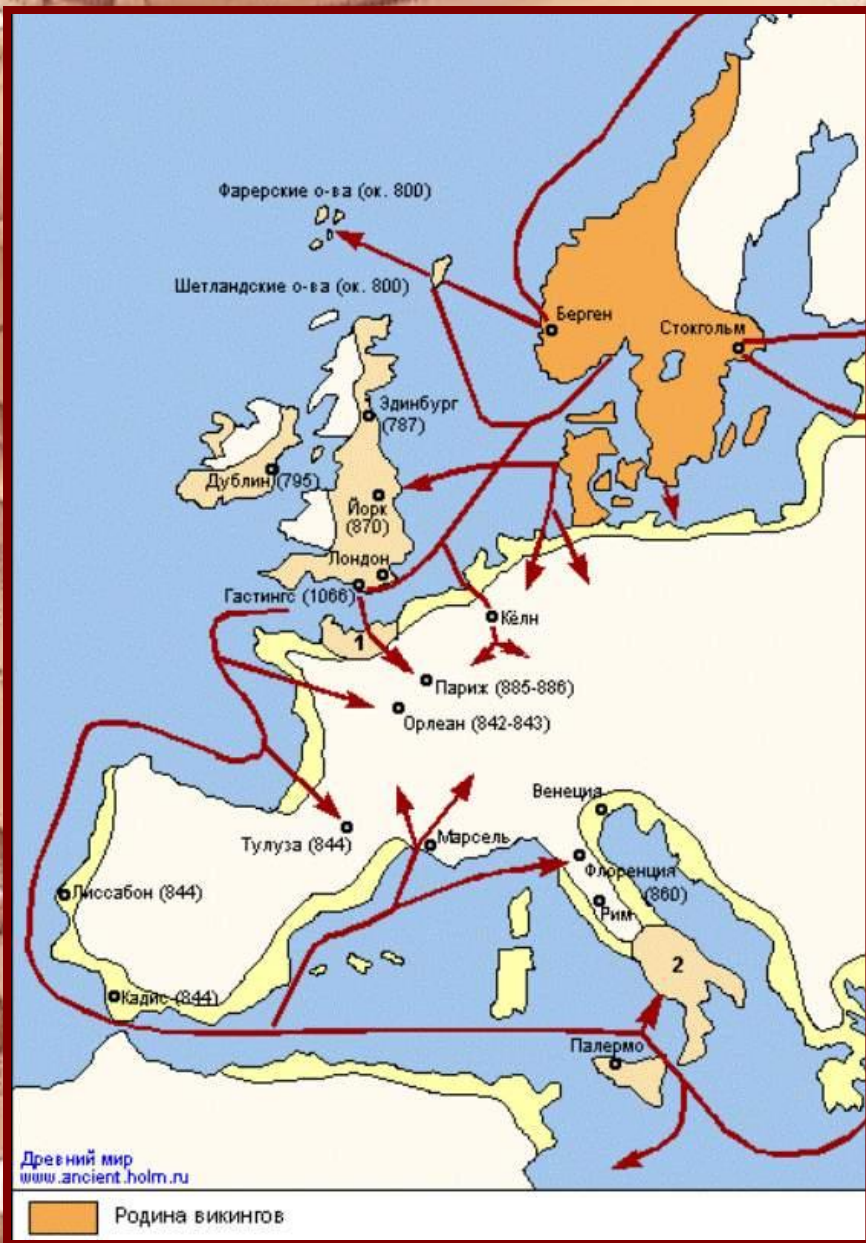 Фарерские о-ва (ок. 800)
Шетландские о-ва (ок. 800)
Берген
Стокгольм
Эдинбург
(787)
Дублин (795)
Йорк
(870)
Лондон
Гастингс (1066)
Кёлн
1
Париж (885-886)
Орлеан (842-843)
Венеция
Тулуза (844)
Марсель
Флоренция
(860)
Лиссабон (844)
Рим
2
Кадис (844)
Палермо
Древний мир
www.ancient.holm.ru
Родина викингов